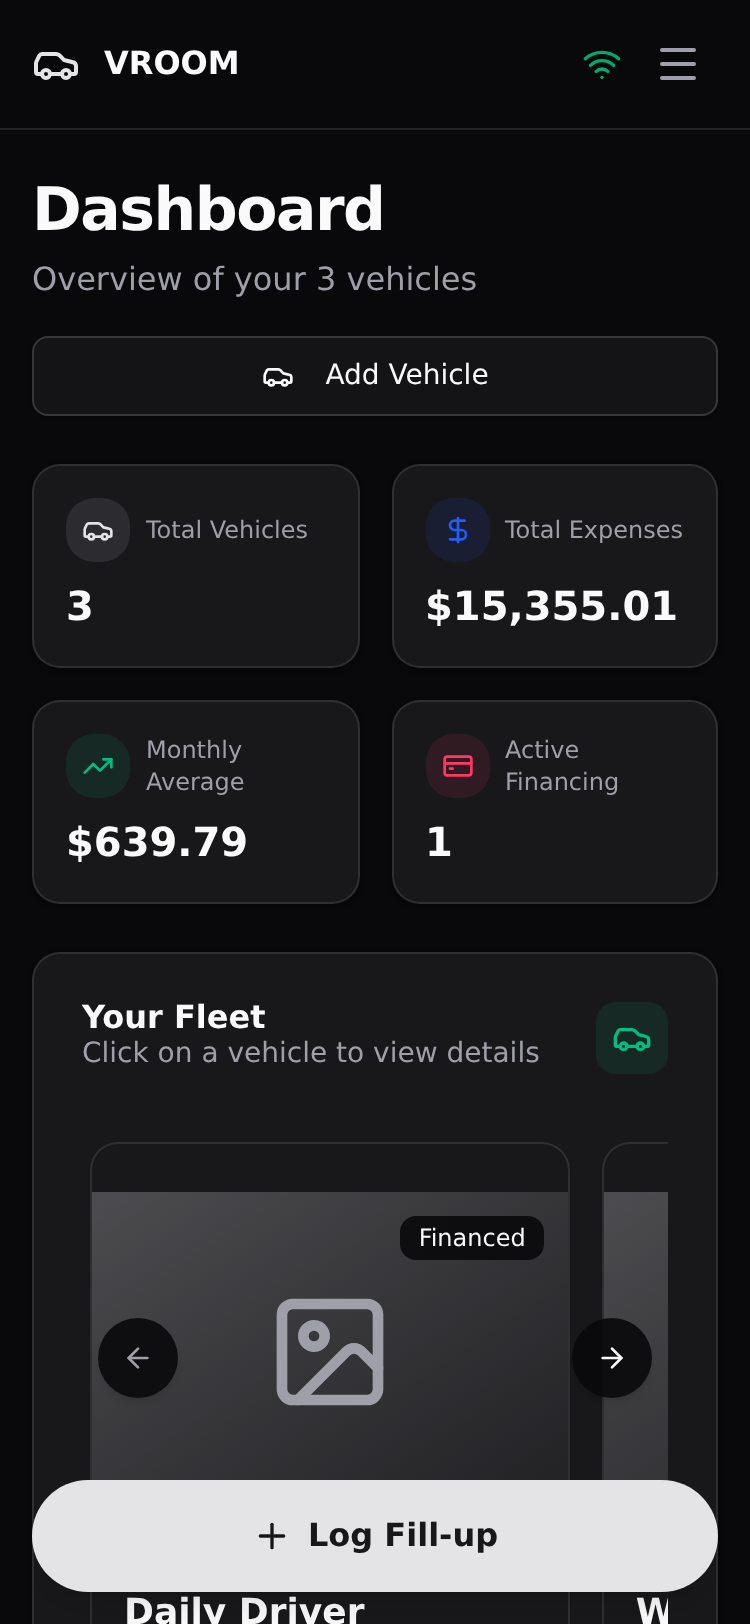 VROOM
Dashboard
Overview of your 3 vehicles
Add Vehicle
Total Vehicles
3
Total Expenses
$15,355.01
Monthly
Average
$639.79
Active
Financing
1
Your Fleet
Click on a vehicle to view details
Financed
Log Fill-up
Daily Driver
W